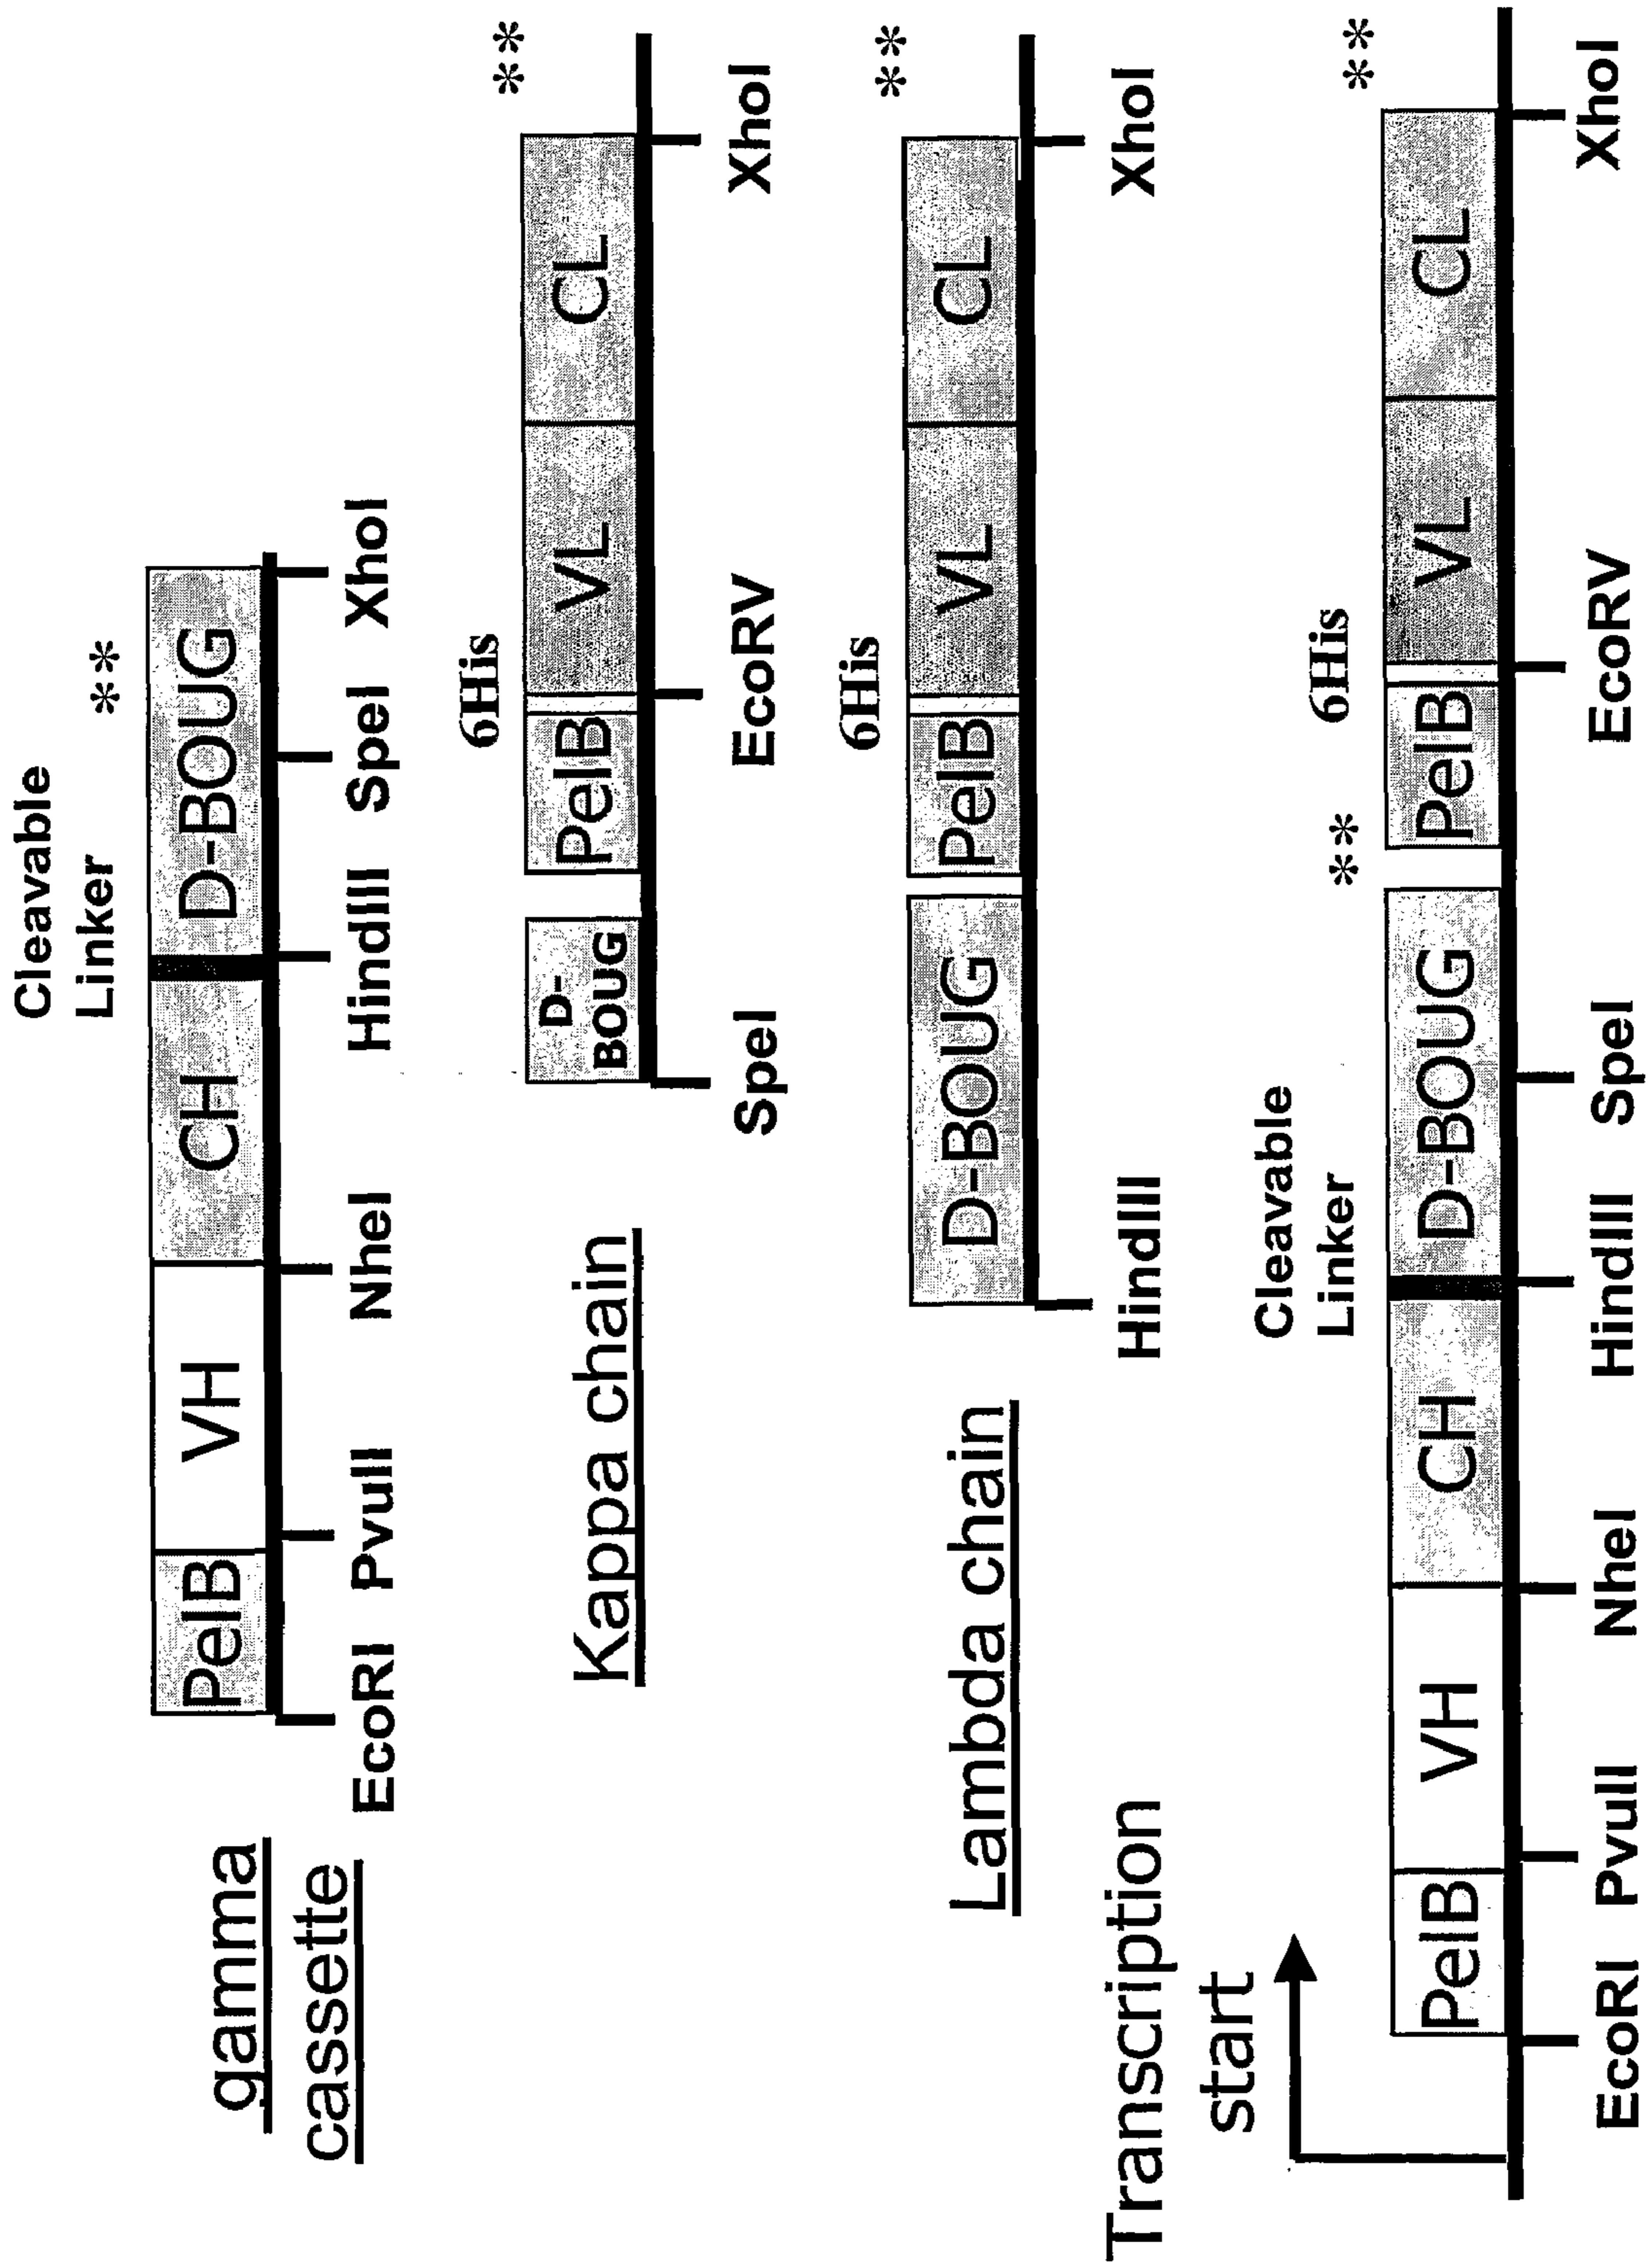 Cleavable
Linker
**
gamma
cassette
PelB VH CH D-BOUG
EcoRI PvuII NheI HindIII SpeI XhoI
6His
**
Kappa chain
D-
BOUG
PelB VL CL
SpeI EcoRV XhoI
6His
**
Lambda chain
D-BOUG PelB VL CL
HindIII XhoI
Transcription
start
Cleavable
Linker
**
6His
**
PelB VH CH D-BOUG PelB VL CL
EcoRI PvuII NheI HindIII SpeI EcoRV XhoI